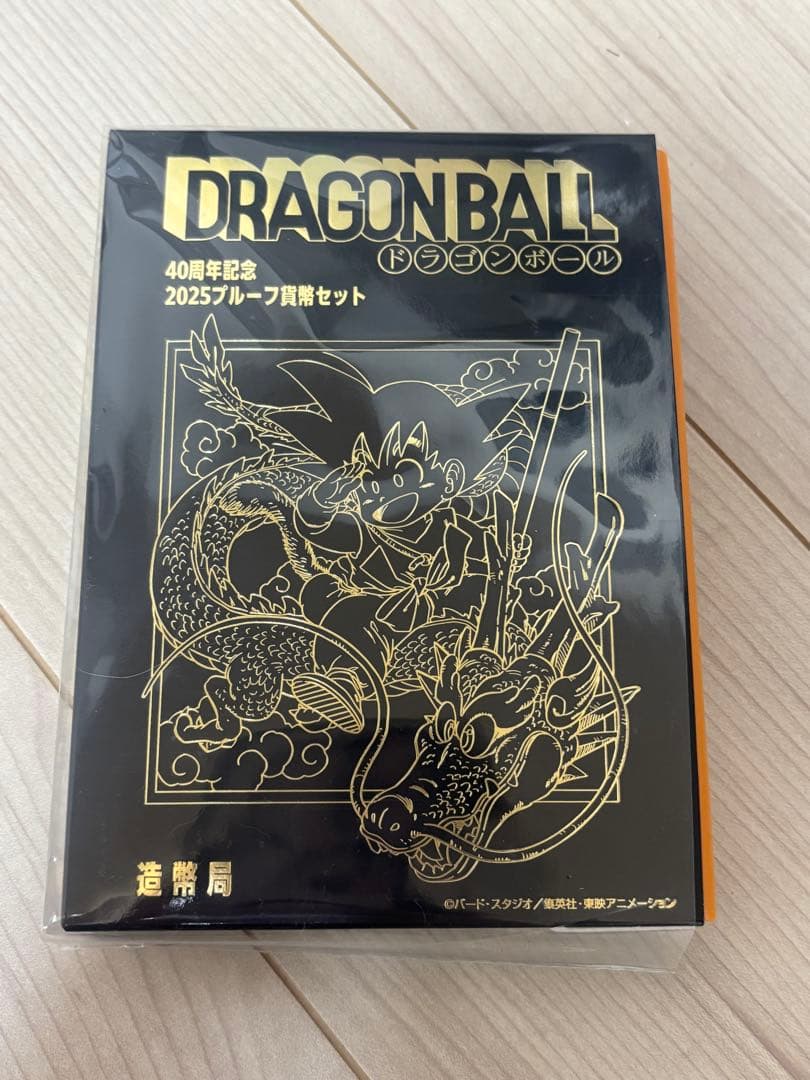 DRAGONBALL
ドラゴンボール
40周年記念
2025プルーフ貨幣セット
造幣局
©バード・スタジオ/集英社・東映アニメーション